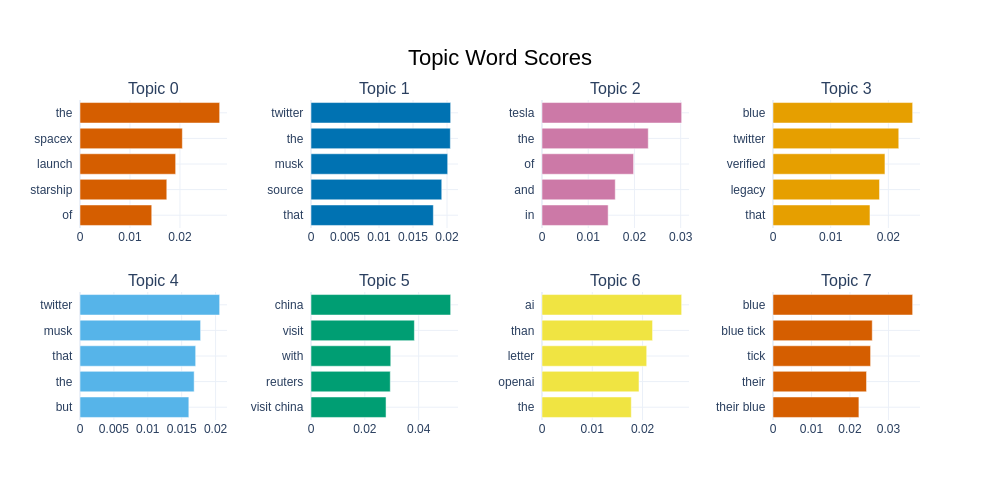 Topic Word Scores
Topic 0
the
spacex
launch
starship
of
0 0.01 0.02
Topic 1
twitter
the
musk
source
that
0 0.005 0.01 0.015 0.02
Topic 2
tesla
the
of
and
in
0 0.01 0.02 0.03
Topic 3
blue
twitter
verified
legacy
that
0 0.01 0.02
Topic 4
twitter
musk
that
the
but
0 0.005 0.01 0.015 0.02
Topic 5
china
visit
with
reuters
visit china
0 0.02 0.04
Topic 6
ai
than
letter
openai
the
0 0.01 0.02
Topic 7
blue
blue tick
tick
their
their blue
0 0.01 0.02 0.03